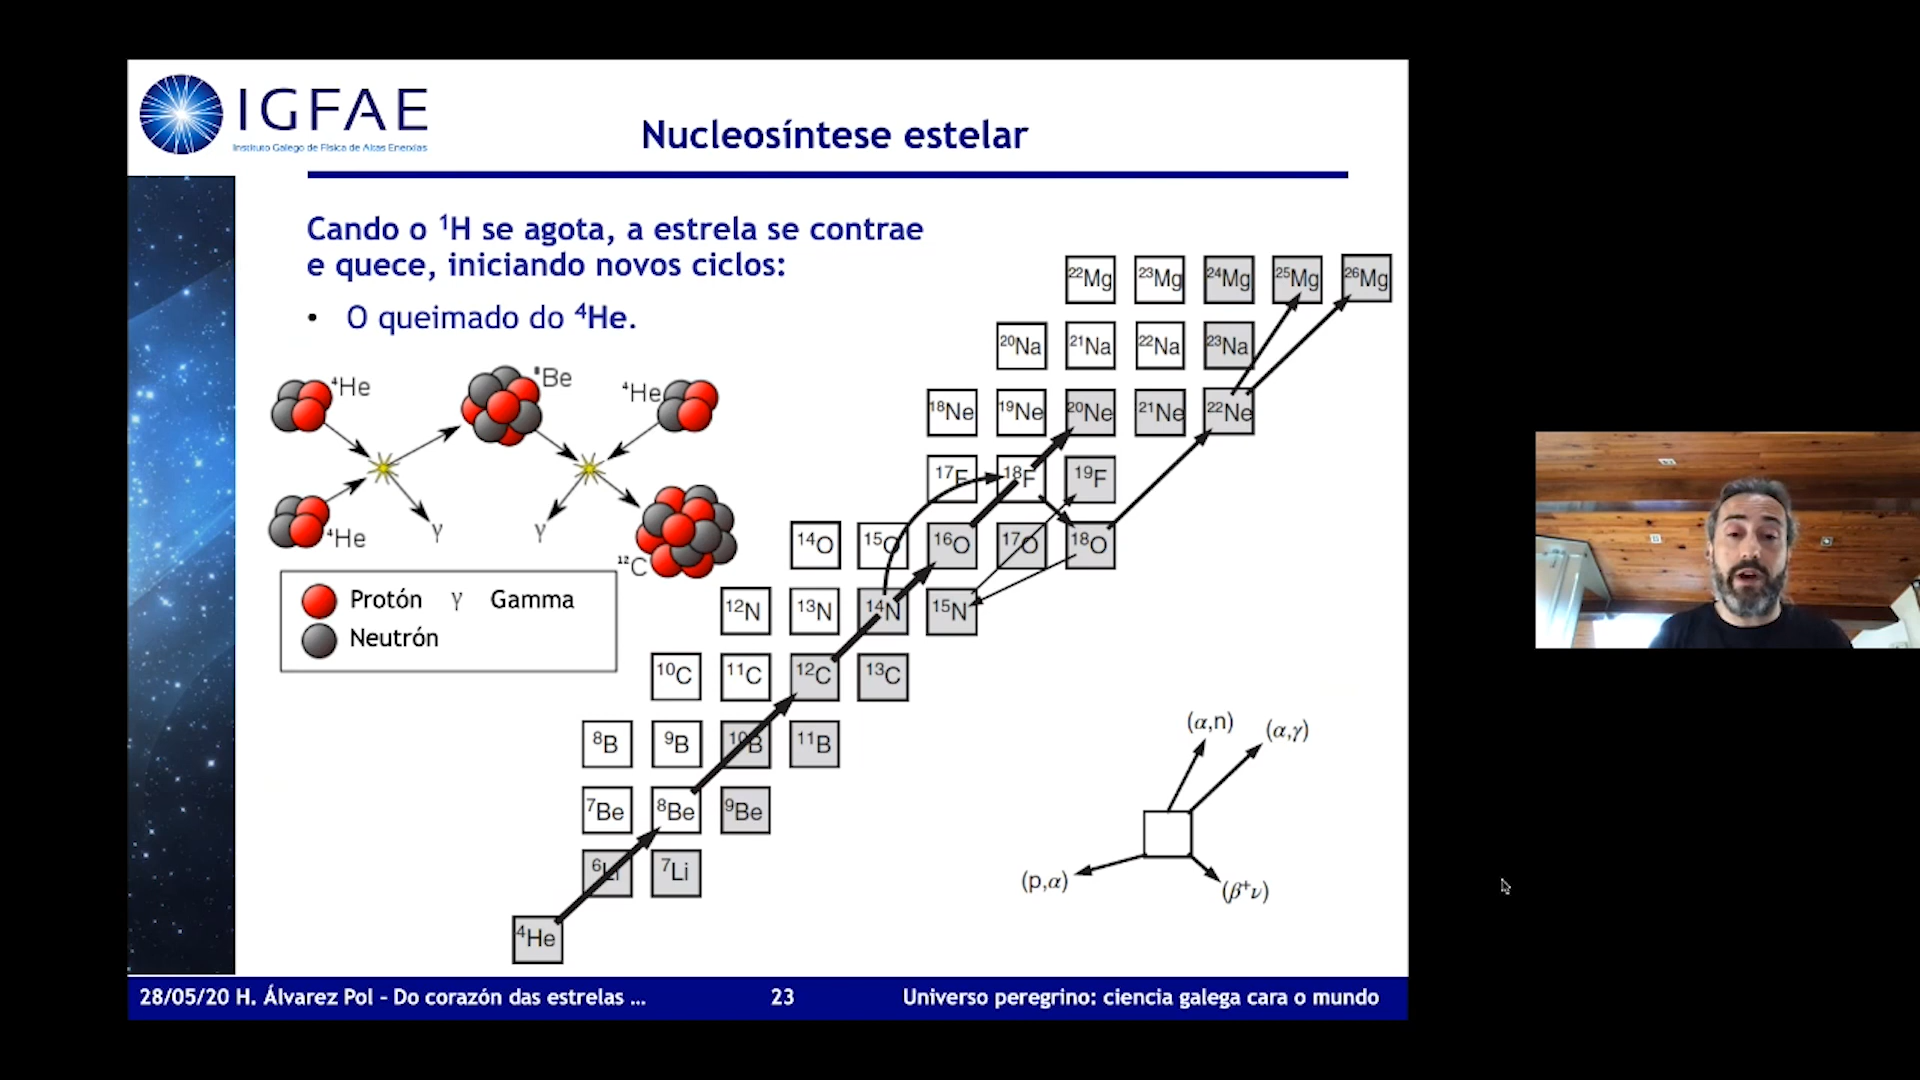 IGFAE
Instituto Galego de Física de Altas Enerxías
Nucleosíntese estelar
Cando o ¹H se agota, a estrela se contrae
e quece, iniciando novos ciclos:
• O queimado do ⁴He.
⁴He ⁸Be ⁴He
γ γ
⁴He ¹²C
Protón γ Gamma
Neutrón
²²Mg ²³Mg ²⁴Mg ²⁵Mg ²⁶Mg
²⁰Na ²¹Na ²²Na ²³Na
¹⁸Ne ¹⁹Ne ²⁰Ne ²¹Ne ²²Ne
¹⁷F ¹⁸F ¹⁹F
¹⁴O ¹⁵O ¹⁶O ¹⁷O ¹⁸O
¹²N ¹³N ¹⁴N ¹⁵N
¹⁰C ¹¹C ¹²C ¹³C
⁸B ⁹B ¹⁰B ¹¹B
⁷Be ⁸Be ⁹Be
⁶Li ⁷Li
⁴He
(α,n) (α,γ)
(p,α) (β⁺ν)
28/05/20 H. Álvarez Pol - Do corazón das estrelas ... 23 Universo peregrino: ciencia galega cara o mundo